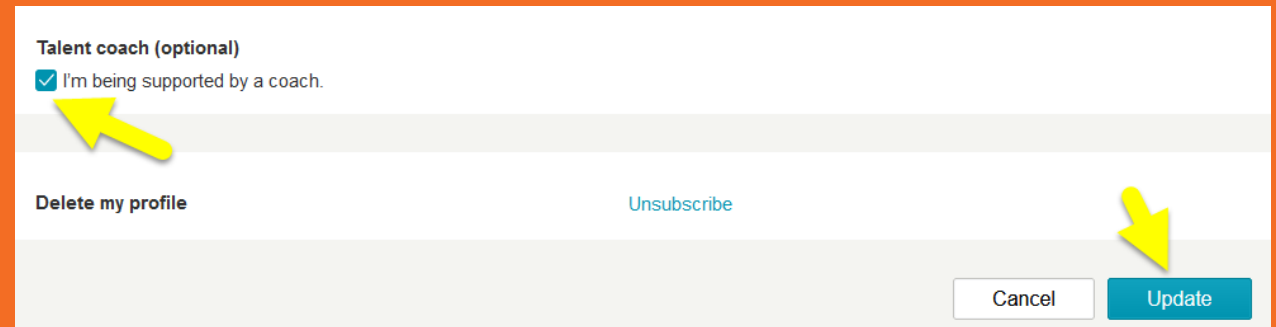 Talent coach (optional)
I'm being supported by a coach.
Delete my profile
Unsubscribe
Cancel
Update